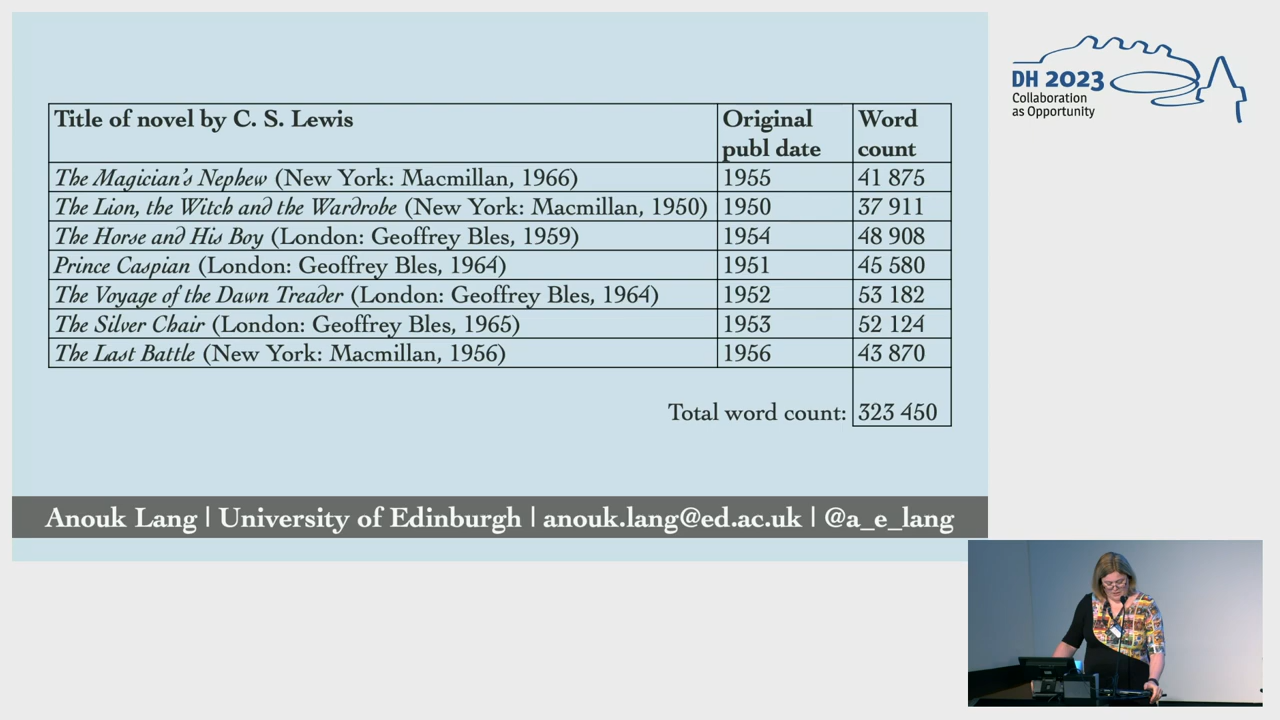 Title of novel by C. S. Lewis
Original publ date
Word count
The Magician's Nephew (New York: Macmillan, 1966) 1955 41 875
The Lion, the Witch and the Wardrobe (New York: Macmillan, 1950) 1950 37 911
The Horse and His Boy (London: Geoffrey Bles, 1959) 1954 48 908
Prince Caspian (London: Geoffrey Bles, 1964) 1951 45 580
The Voyage of the Dawn Treader (London: Geoffrey Bles, 1964) 1952 53 182
The Silver Chair (London: Geoffrey Bles, 1965) 1953 52 124
The Last Battle (New York: Macmillan, 1956) 1956 43 870
Total word count: 323 450
Anouk Lang | University of Edinburgh | anouk.lang@ed.ac.uk | @a_e_lang
DH 2023
Collaboration
as Opportunity